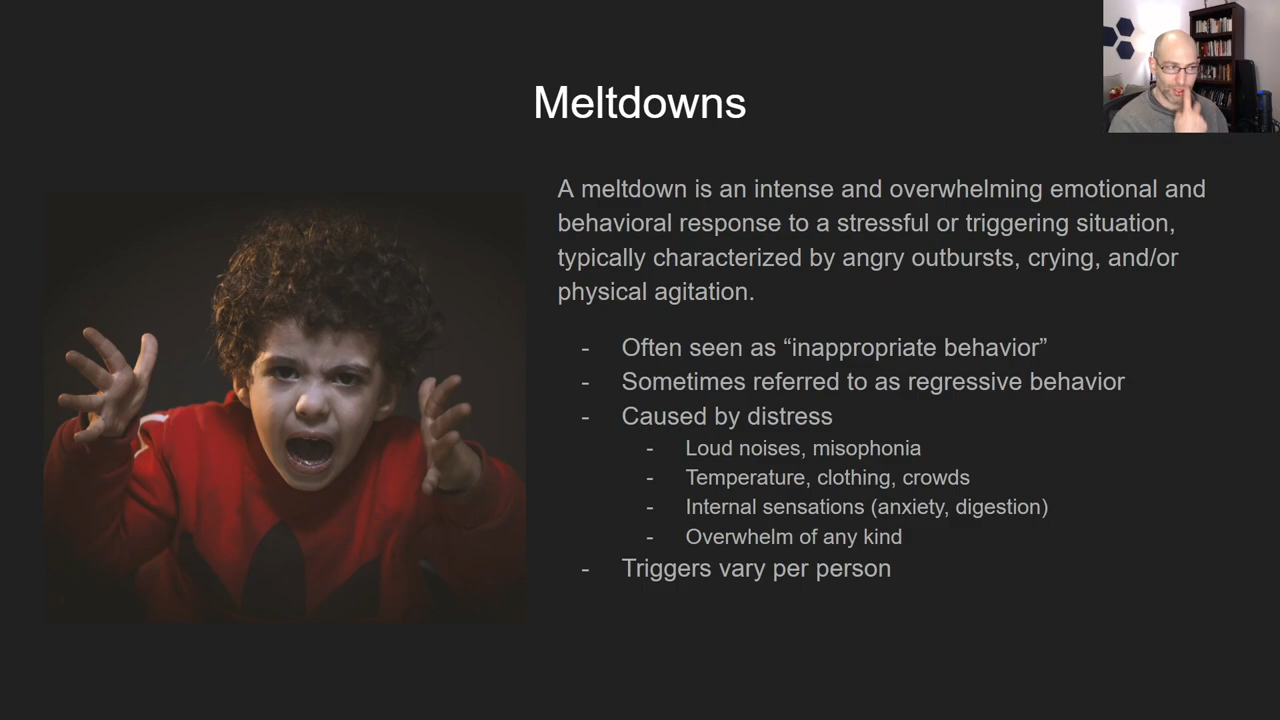 Meltdowns
A meltdown is an intense and overwhelming emotional and
behavioral response to a stressful or triggering situation,
typically characterized by angry outbursts, crying, and/or
physical agitation.
- Often seen as “inappropriate behavior”
- Sometimes referred to as regressive behavior
- Caused by distress
- Loud noises, misophonia
- Temperature, clothing, crowds
- Internal sensations (anxiety, digestion)
- Overwhelm of any kind
- Triggers vary per person